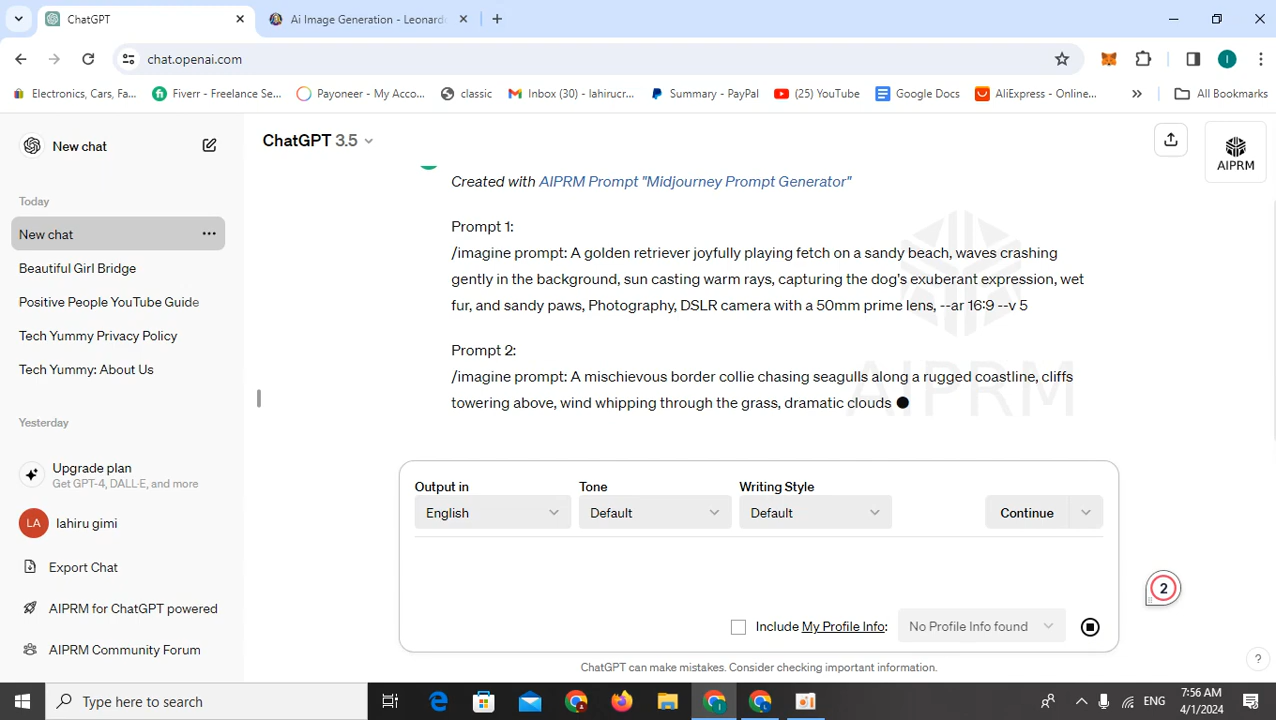 ChatGPT
Ai Image Generation - Leonardo
chat.openai.com
Electronics, Cars, Fa...
Fiverr - Freelance Se...
Payoneer - My Acco...
classic
Inbox (30) - lahirucr...
Summary - PayPal
(25) YouTube
Google Docs
AliExpress - Online...
All Bookmarks
New chat
ChatGPT 3.5
AIPRM
Today
New chat
Beautiful Girl Bridge
Positive People YouTube Guide
Tech Yummy Privacy Policy
Tech Yummy: About Us
Yesterday
Upgrade plan
Get GPT-4, DALL-E, and more
LA lahiru gimi
Export Chat
AIPRM for ChatGPT powered
AIPRM Community Forum
Created with AIPRM Prompt "Midjourney Prompt Generator"
Prompt 1:
/imagine prompt: A golden retriever joyfully playing fetch on a sandy beach, waves crashing
gently in the background, sun casting warm rays, capturing the dog's exuberant expression, wet
fur, and sandy paws, Photography, DSLR camera with a 50mm prime lens, --ar 16:9 --v 5
Prompt 2:
/imagine prompt: A mischievous border collie chasing seagulls along a rugged coastline, cliffs
towering above, wind whipping through the grass, dramatic clouds
AIPRM
Output in
Tone
Writing Style
English
Default
Default
Continue
2
Include My Profile Info:
No Profile Info found
ChatGPT can make mistakes. Consider checking important information.
?
Type here to search
ENG
7:56 AM
4/1/2024